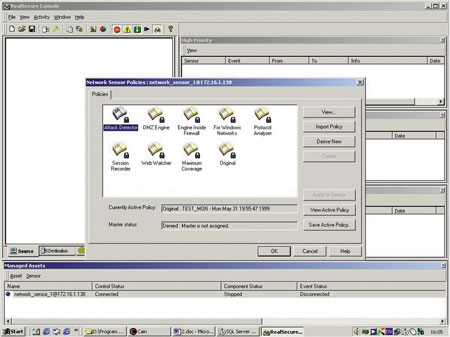 RealSecure Console
File View Activity Window Help
High Priority
View
Sensor Event From To Info Date
Network Sensor Policies : network_sensor_1@172.16.1.138
Policies
Attack Detector
DMZ Engine
Engine Inside Firewall
For Windows Networks
Protocol Analyzer
Session Recorder
Web Watcher
Maximum Coverage
Original
View...
Import Policy
Derive New
Delete
Apply to Sensor
View Active Policy
Save Active Policy...
Currently Active Policy:
Original : TEST_MON - Mon May 31 19:55:47 1999
Master status:
Denied : Master is not assigned.
OK Cancel Help
Date
Date
Source Destination
Managed Assets
Asset Sensor
Name Control Status Component Status Event Status
network_sensor_1@172.16.1.138 Connected Stopped Disconnected
Start
D:\Program ...
Cain
2.doc - Micro...
SQL Server ...
RealSecure...
16:05